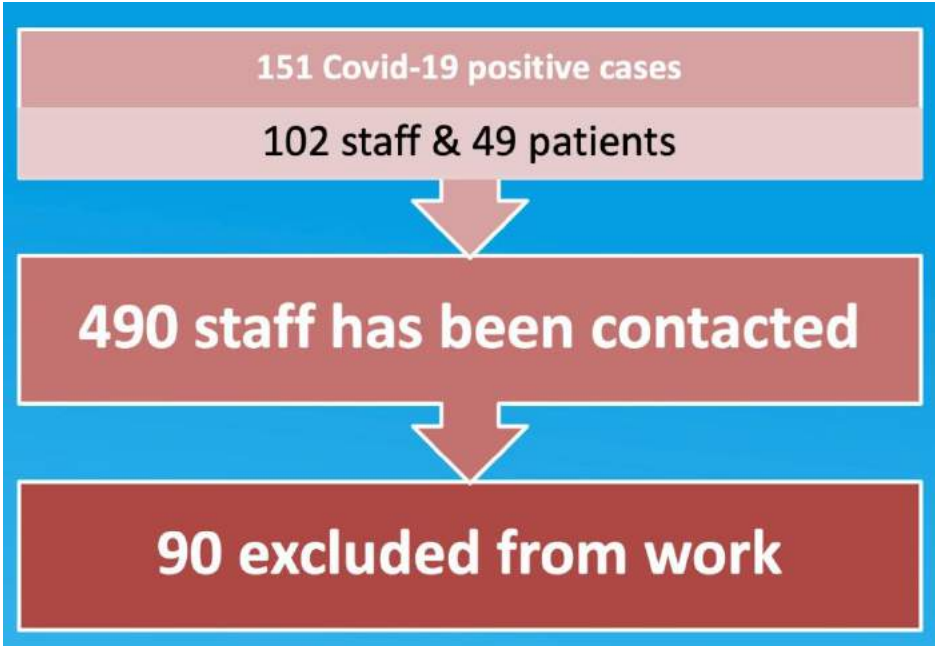 151 Covid-19 positive cases
102 staff & 49 patients
490 staff has been contacted
90 excluded from work